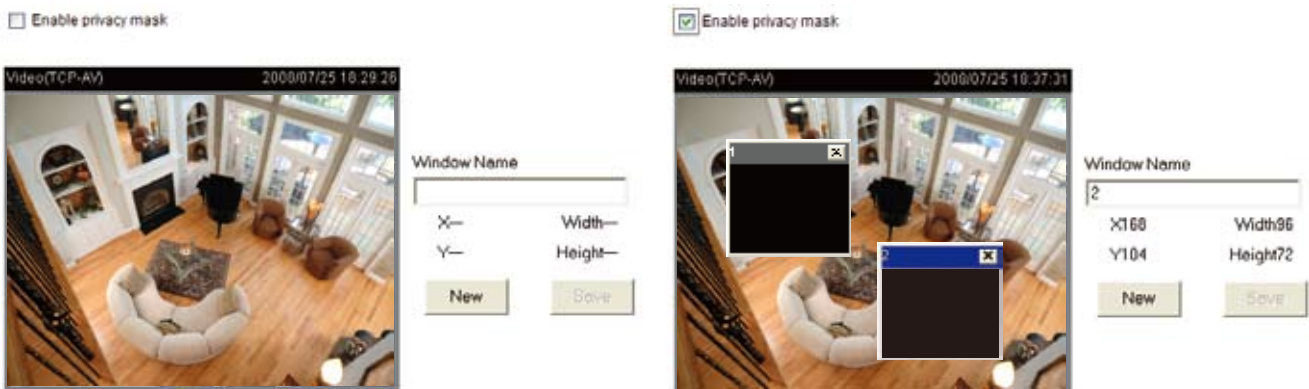 Enable privacy mask
Video(TCP-AV) 2008/07/25 18:29:26
Window Name
X— Width—
Y— Height—
New Save
Enable privacy mask
Video(TCP-AV) 2008/07/25 18:37:31
1
2
Window Name
2
X168 Width96
Y104 Height72
New Save